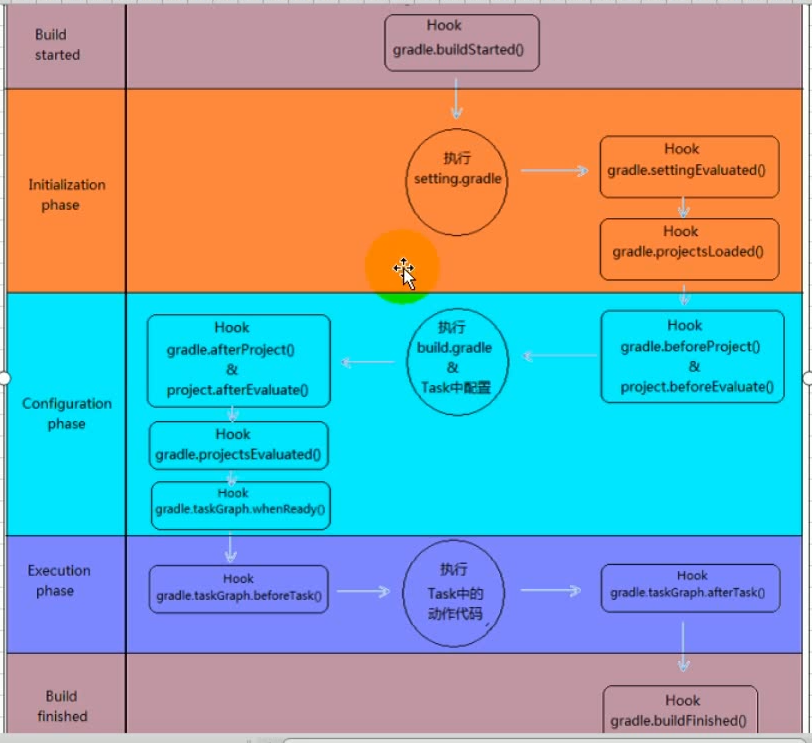 Build
started
Hook
gradle.buildStarted()
Initialization
phase
执行
setting.gradle
Hook
gradle.settingEvaluated()
Hook
gradle.projectsLoaded()
Configuration
phase
Hook
gradle.beforeProject()
&
project.beforeEvaluate()
执行
build.gradle
&
Task中配置
Hook
gradle.afterProject()
&
project.afterEvaluate()
Hook
gradle.projectsEvaluated()
Hook
gradle.taskGraph.whenReady()
Execution
phase
Hook
gradle.taskGraph.beforeTask()
执行
Task中的
动作代码
Hook
gradle.taskGraph.afterTask()
Build
finished
Hook
gradle.buildFinished()